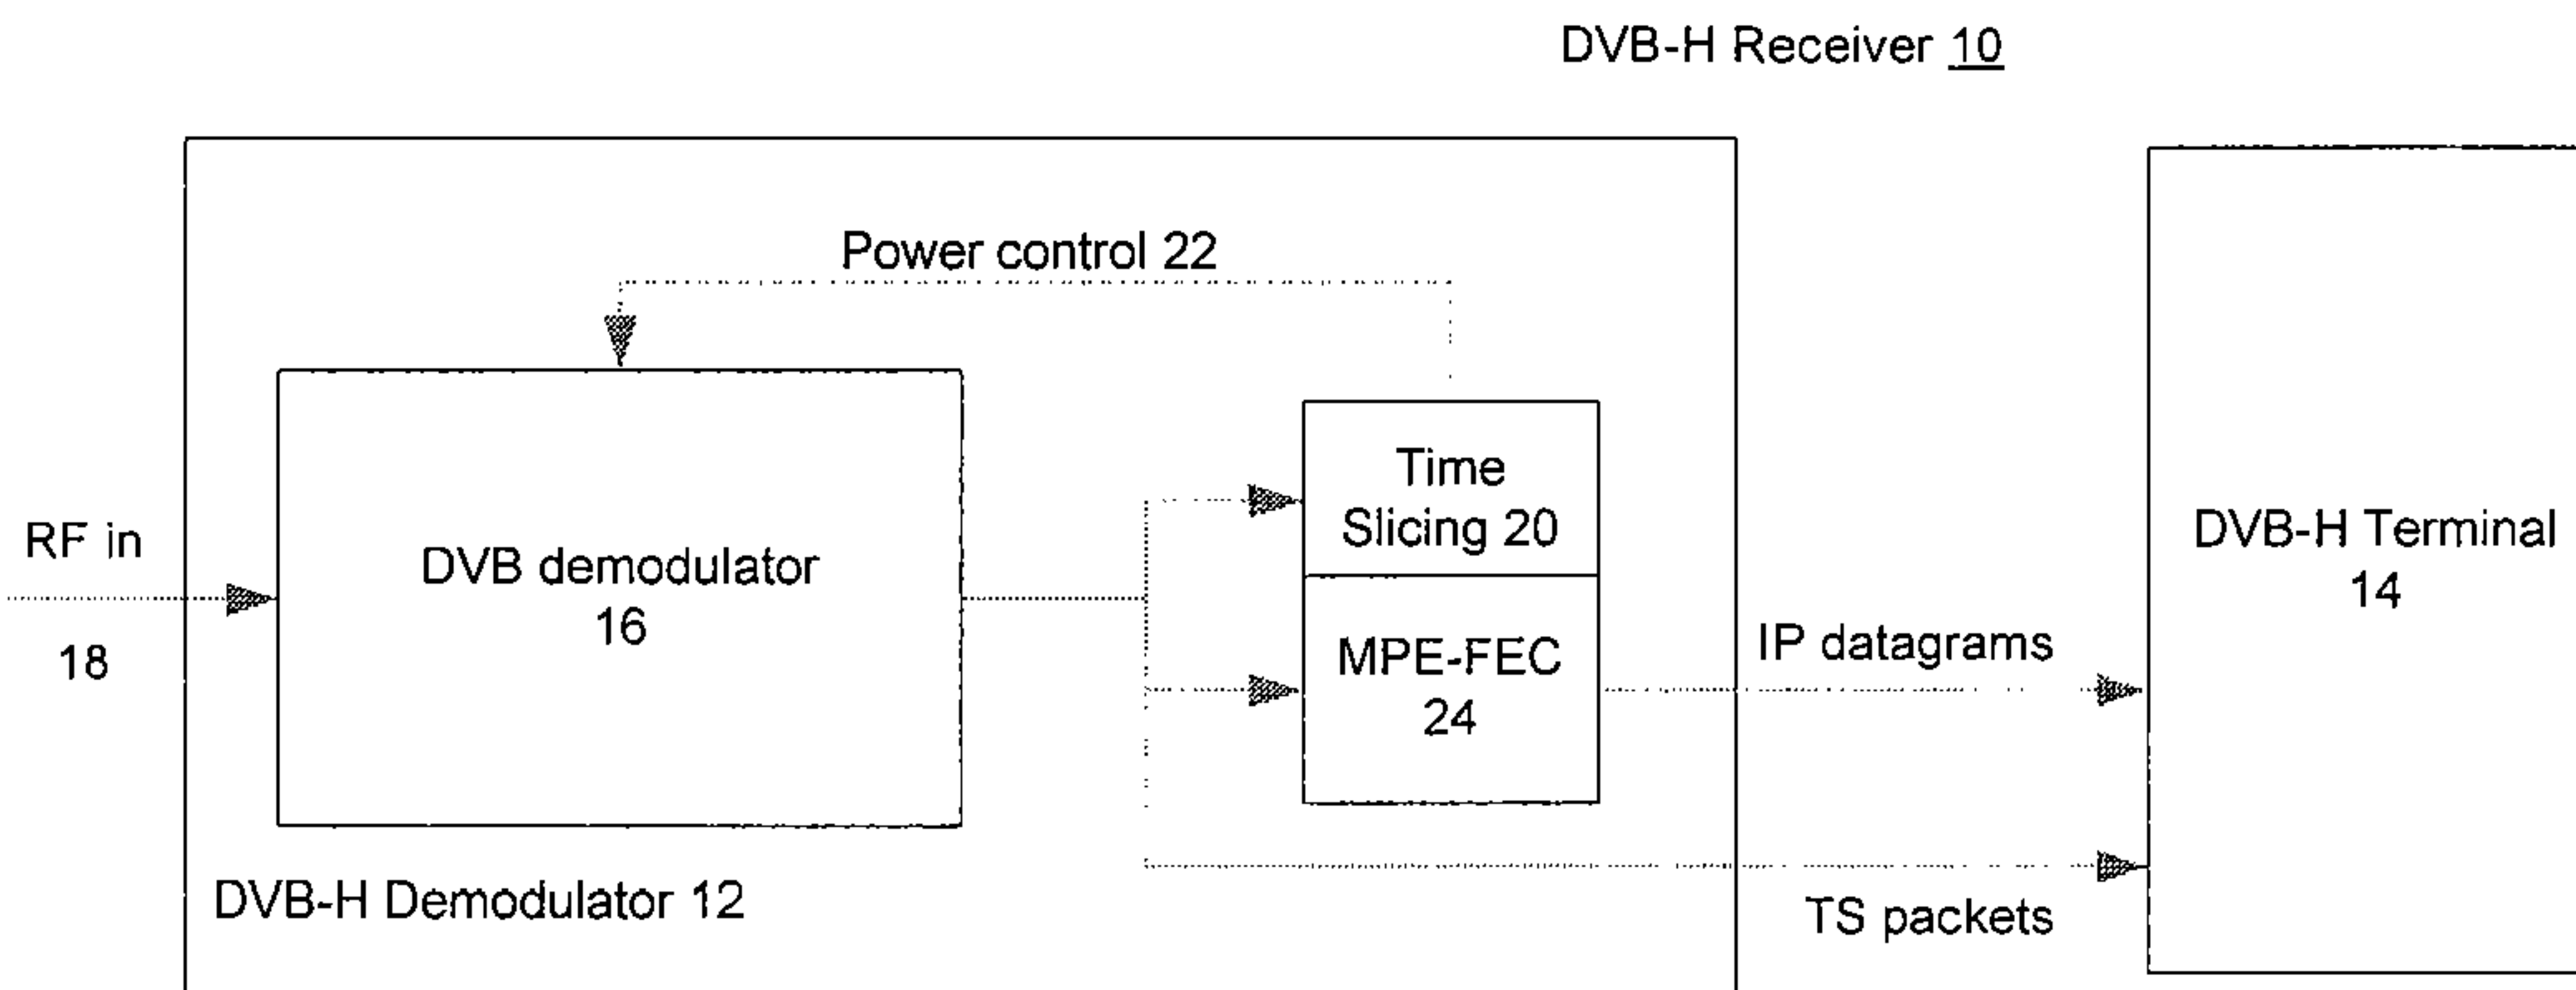 DVB-H Receiver 10
Power control 22
Time
Slicing 20
RF in
18
DVB demodulator
16
MPE-FEC
24
IP datagrams
DVB-H Terminal
14
DVB-H Demodulator 12
TS packets